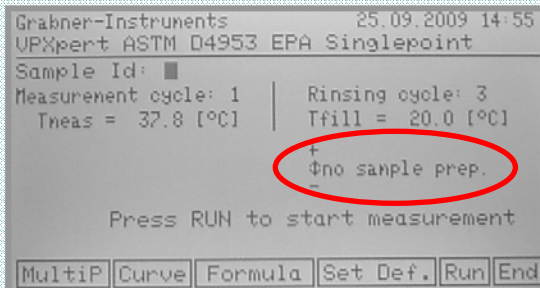 Grabner-Instruments 25.09.2009 14:55
VPXpert ASTM D4953 EPA Singlepoint
Sample Id:
Measurement cycle: 1 Rinsing cycle: 3
Tmeas = 37.8 [°C] Tfill = 20.0 [°C]
+
Φno sample prep.
-
Press RUN to start measurement
MultiP Curve Formula Set Def. Run End